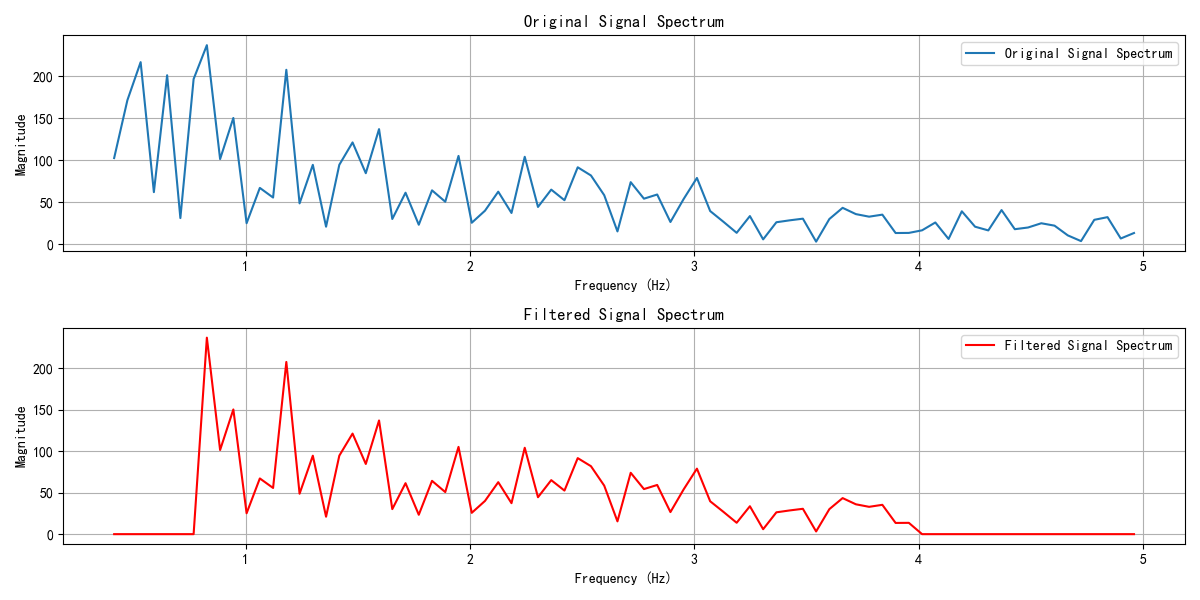 Original Signal Spectrum
Original Signal Spectrum
Magnitude
200
150
100
50
0
1 2 3 4 5
Frequency (Hz)
Filtered Signal Spectrum
Filtered Signal Spectrum
Magnitude
200
150
100
50
0
1 2 3 4 5
Frequency (Hz)